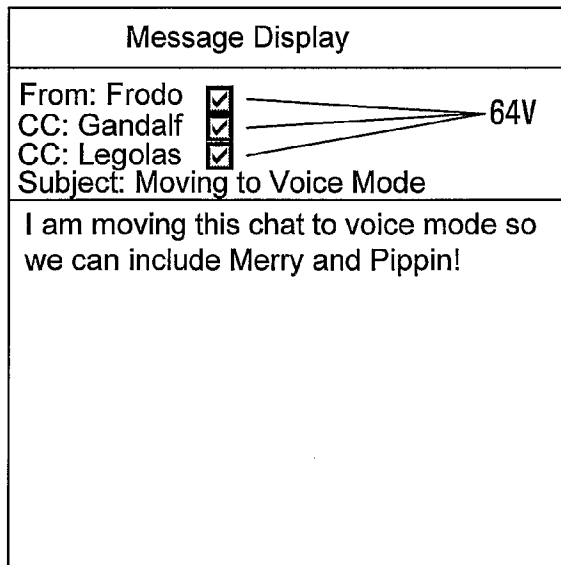 Message Display
From: Frodo
CC: Gandalf
CC: Legolas
64V
Subject: Moving to Voice Mode
I am moving this chat to voice mode so
we can include Merry and Pippin!